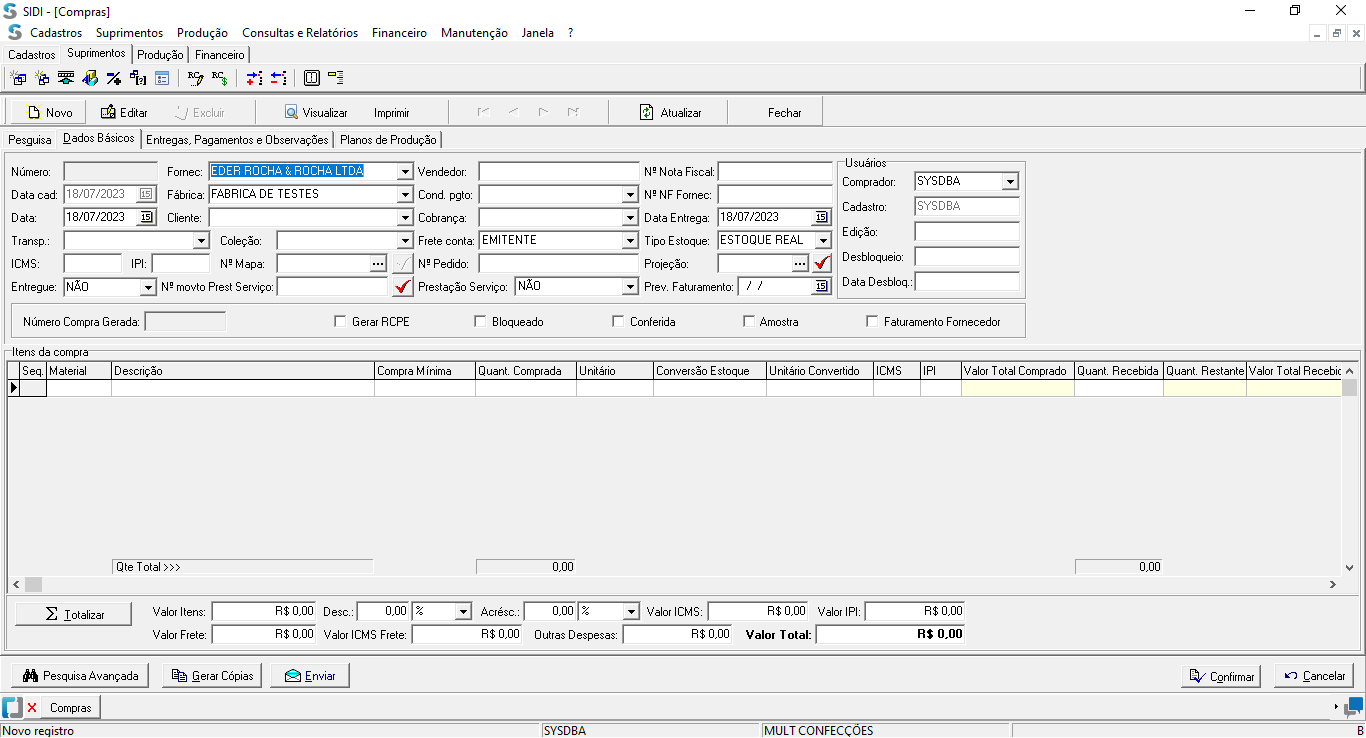 SIDI - [Compras]
Cadastros Suprimentos Produção Consultas e Relatórios Financeiro Manutenção Janela ?
Cadastros Suprimentos Produção Financeiro
Novo Editar Excluir Visualizar Imprimir Atualizar Fechar
Pesquisa Dados Básicos Entregas, Pagamentos e Observações Planos de Produção
Número: Fornec: EDER ROCHA & ROCHA LTDA Vendedor: Nº Nota Fiscal: Usuários
Data cad: 18/07/2023 15 Fábrica: FABRICA DE TESTES Cond. pgto: Nº NF Fornec: Comprador: SYSDBA
Data: 18/07/2023 15 Cliente: Cobrança: Data Entrega: 18/07/2023 15 Cadastro: SYSDBA
Transp.: Coleção: Frete conta: EMITENTE Tipo Estoque: ESTOQUE REAL Edição:
ICMS: IPI: Nº Mapa: ... Nº Pedido: Projeção: ... Desbloqueio:
Entregue: NÃO Nº movto Prest Serviço: Prestação Serviço: NÃO Prev. Faturamento: / / 15 Data Desbloq.:
Número Compra Gerada: Gerar RCPE Bloqueado Conferida Amostra Faturamento Fornecedor
Itens da compra
Seq. Material Descrição Compra Mínima Quant. Comprada Unitário Conversão Estoque Unitário Convertido ICMS IPI Valor Total Comprado Quant. Recebida Quant. Restante Valor Total Recebic
Qte Total >>> 0,00 0,00
Totalizar Valor Itens: R$ 0,00 Desc.: 0,00 % Acrésc.: 0,00 % Valor ICMS: R$ 0,00 Valor IPI: R$ 0,00
Valor Frete: R$ 0,00 Valor ICMS Frete: R$ 0,00 Outras Despesas: R$ 0,00 Valor Total: R$ 0,00
Pesquisa Avançada Gerar Cópias Enviar Confirmar Cancelar
Compras
Novo registro SYSDBA MULT CONFECÇÕES B